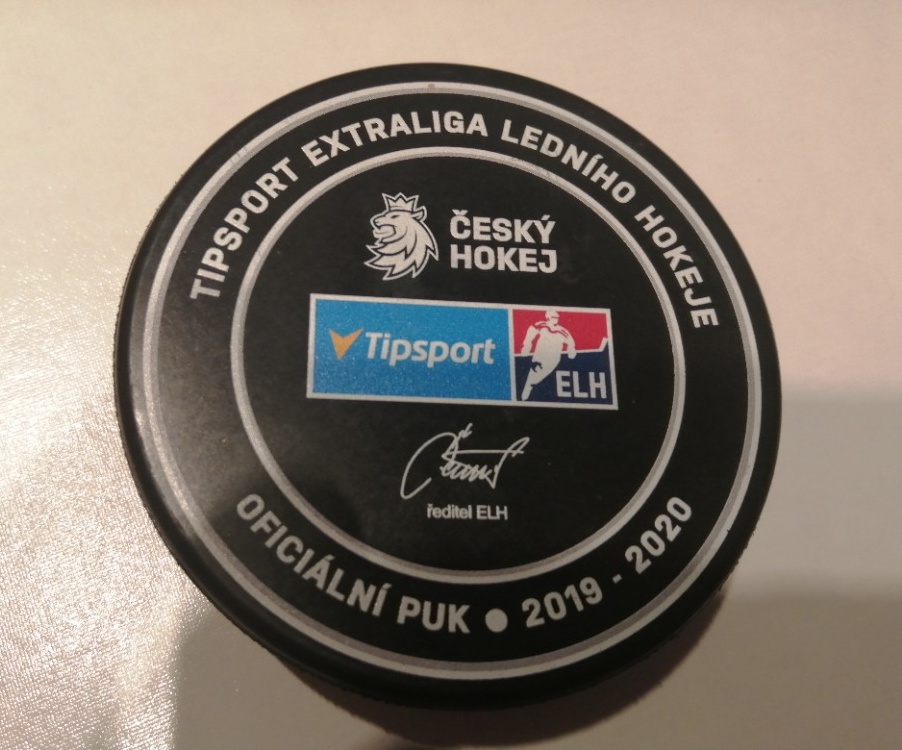 TIPSPORT EXTRALIGA LEDNÍHO HOKEJE
ČESKÝ
HOKEJ
Tipsport
ELH
ředitel ELH
OFICIÁLNÍ PUK ● 2019 - 2020